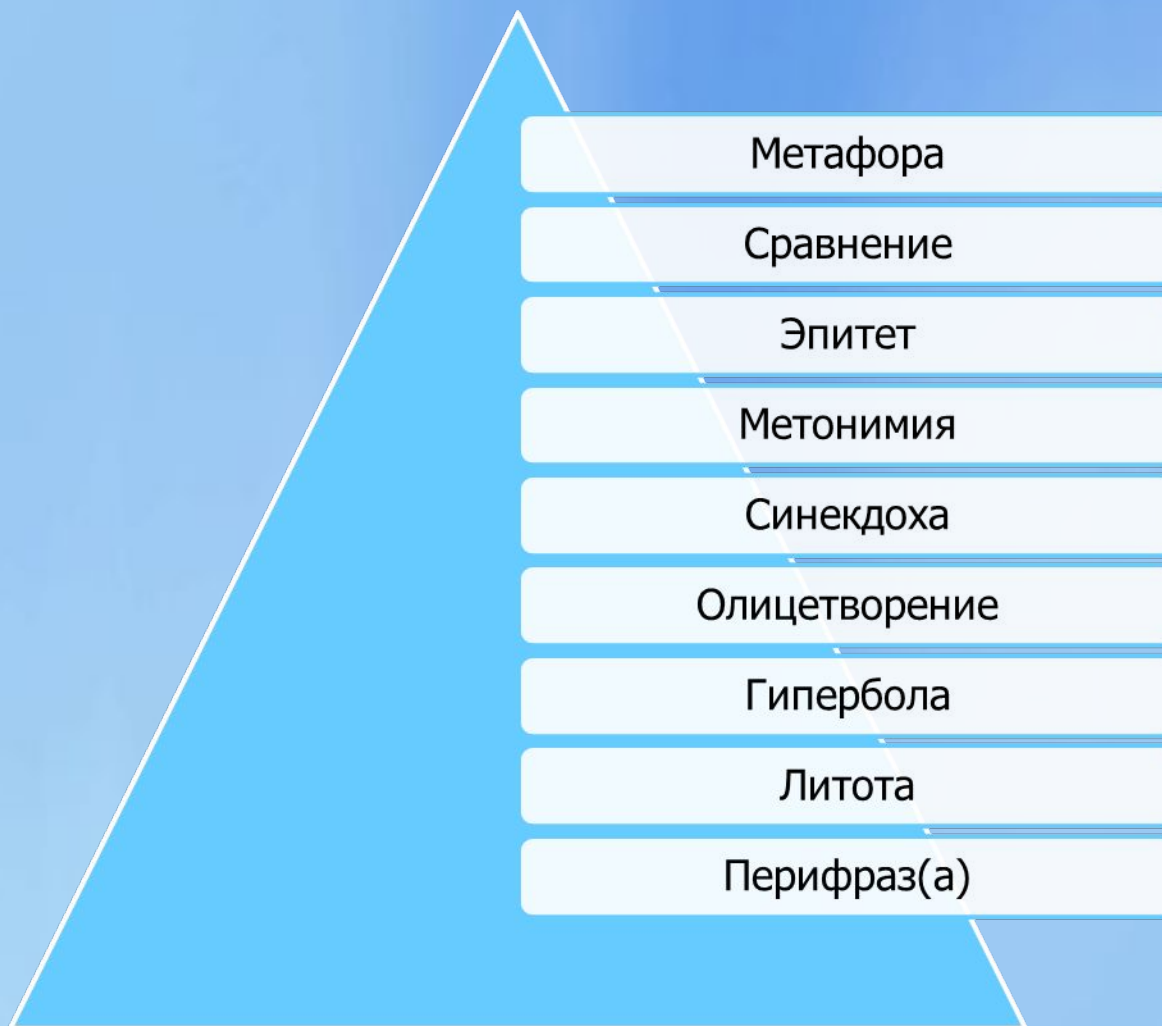 Метафора
Сравнение
Эпитет
Метонимия
Синекдоха
Олицетворение
Гипербола
Литота
Перифраз(а)